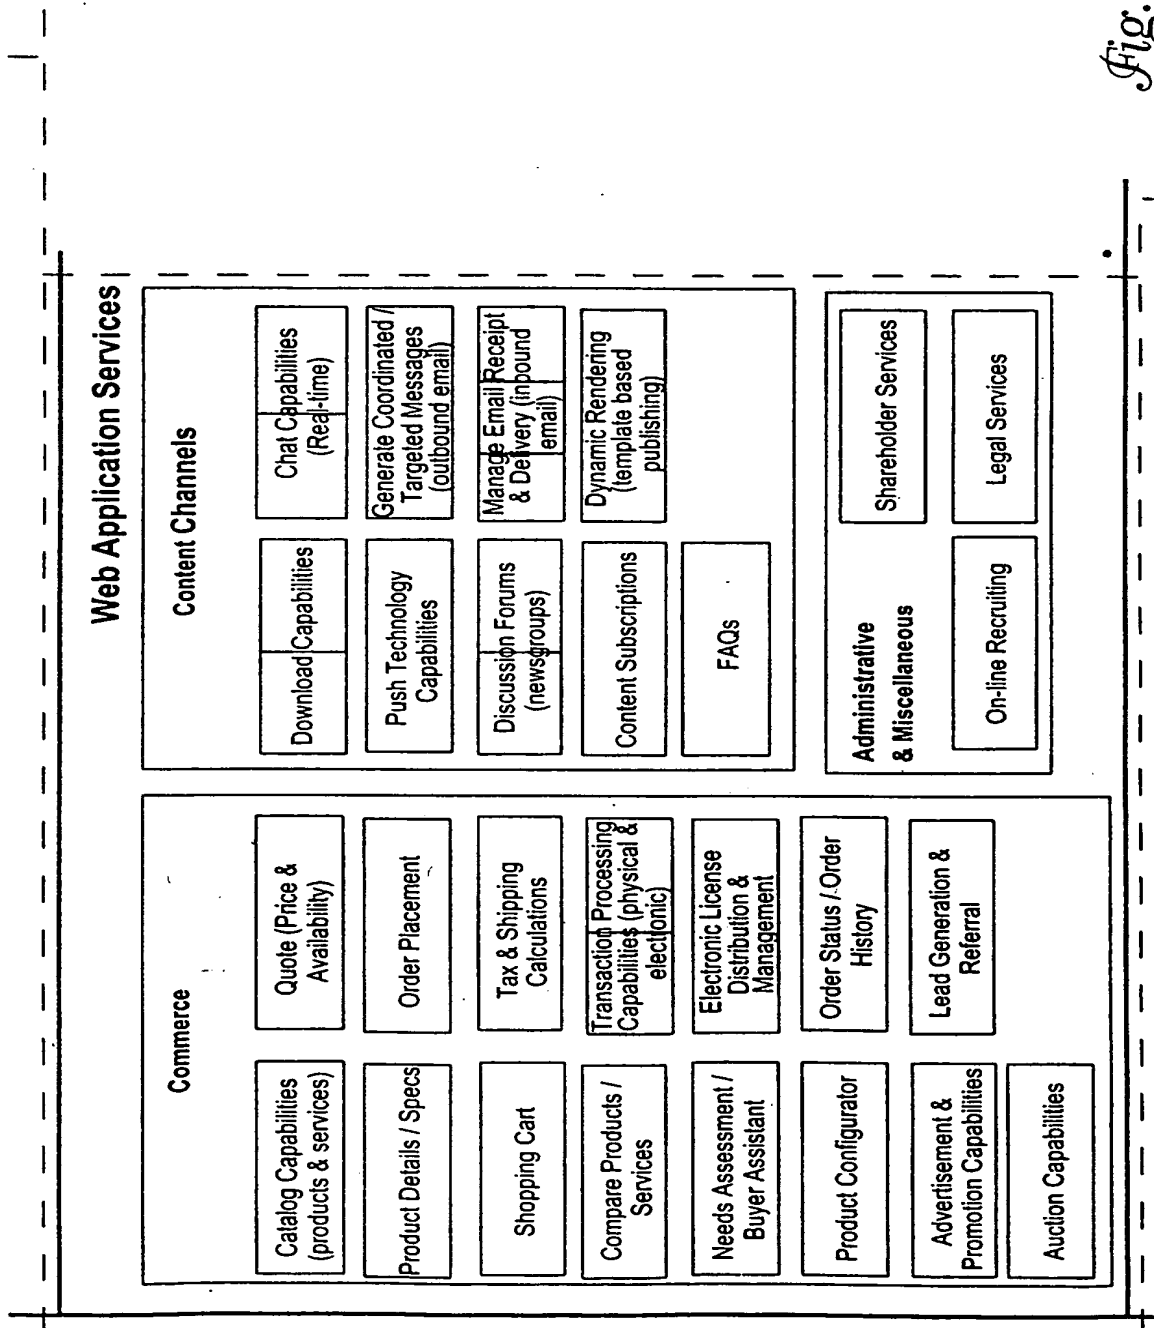 Web Application Services
Commerce
Catalog Capabilities
(products & services)
Quote (Price &
Availability)
Product Details / Specs
Order Placement
Shopping Cart
Tax & Shipping
Calculations
Compare Products /
Services
Transaction Processing
Capabilities (physical &
electronic)
Needs Assessment /
Buyer Assistant
Electronic License
Distribution &
Management
Product Configurator
Order Status / Order
History
Advertisement &
Promotion Capabilities
Lead Generation &
Referral
Auction Capabilities
Content Channels
Download Capabilities
Chat Capabilities
(Real-time)
Push Technology
Capabilities
Generate Coordinated /
Targeted Messages
(outbound email)
Discussion Forums
(newsgroups)
Manage Email Receipt
& Delivery (inbound
email)
Content Subscriptions
Dynamic Rendering
(template based
publishing)
FAQs
Administrative
& Miscellaneous
Shareholder Services
On-line Recruiting
Legal Services
Fig.